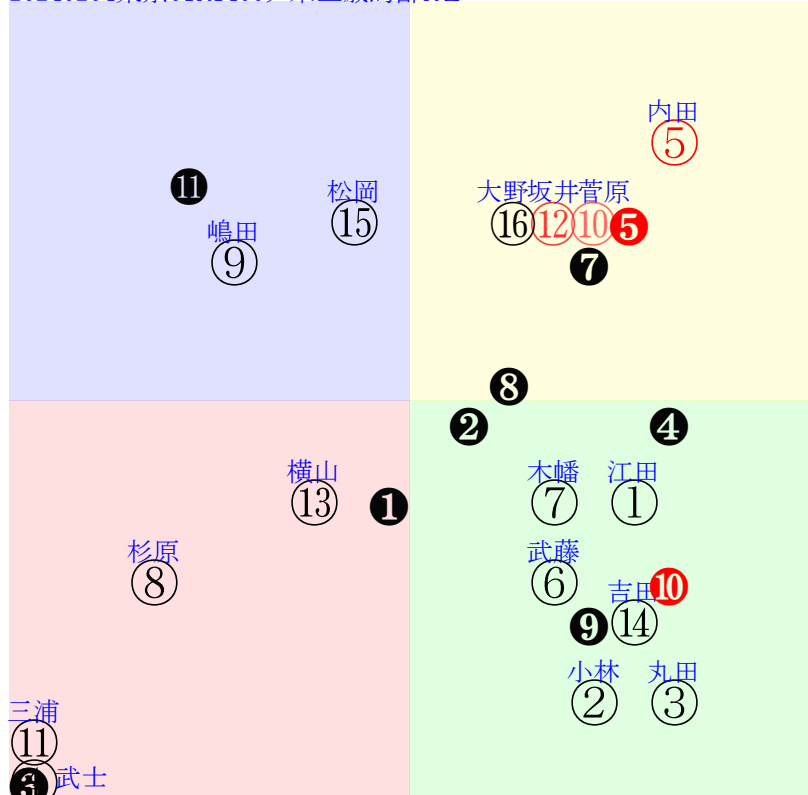 内田
⑤
⓫
松岡
⑮
大野坂井菅原
⑯⑫⑩❺
嶋田
⑨
❼
❽
❷
❹
横山
⑬
❶
木幡
⑦
江田
①
杉原
⑧
武藤
⑥
吉田
❿
⑭
❾
小林
②
丸田
③
三浦
⑪
武士